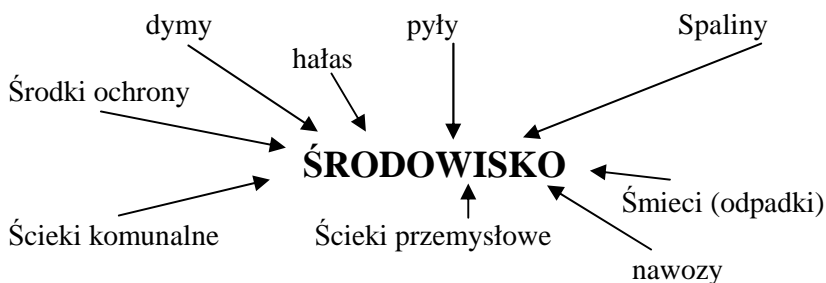 dymy
pyły
Spaliny
hałas
Środki ochrony
ŚRODOWISKO
Śmieci (odpadki)
Ścieki komunalne
Ścieki przemysłowe
nawozy